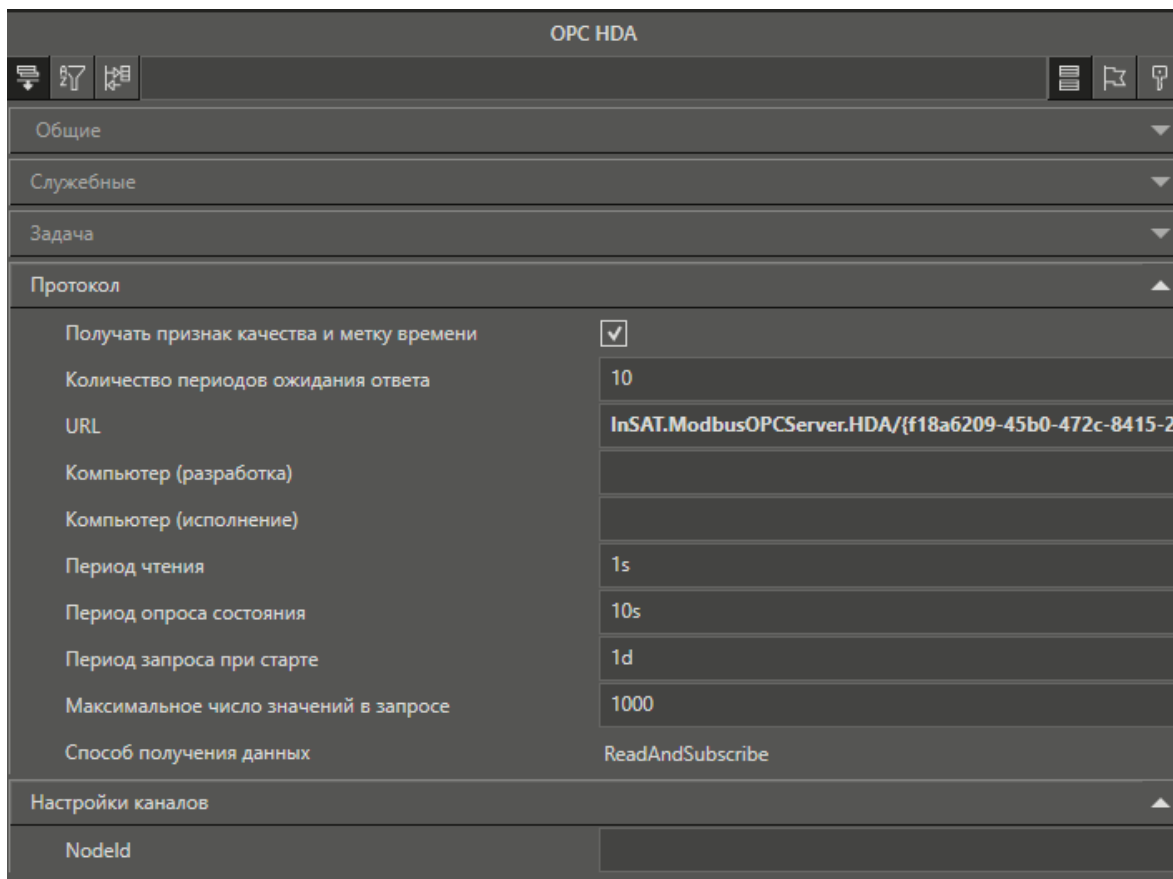 OPC HDA
Общие
Служебные
Задача
Протокол
Получать признак качества и метку времени
Количество периодов ожидания ответа 10
URL InSAT.ModbusOPCServer.HDA/{f18a6209-45b0-472c-8415-2
Компьютер (разработка)
Компьютер (исполнение)
Период чтения 1s
Период опроса состояния 10s
Период запроса при старте 1d
Максимальное число значений в запросе 1000
Способ получения данных ReadAndSubscribe
Настройки каналов
NodeId